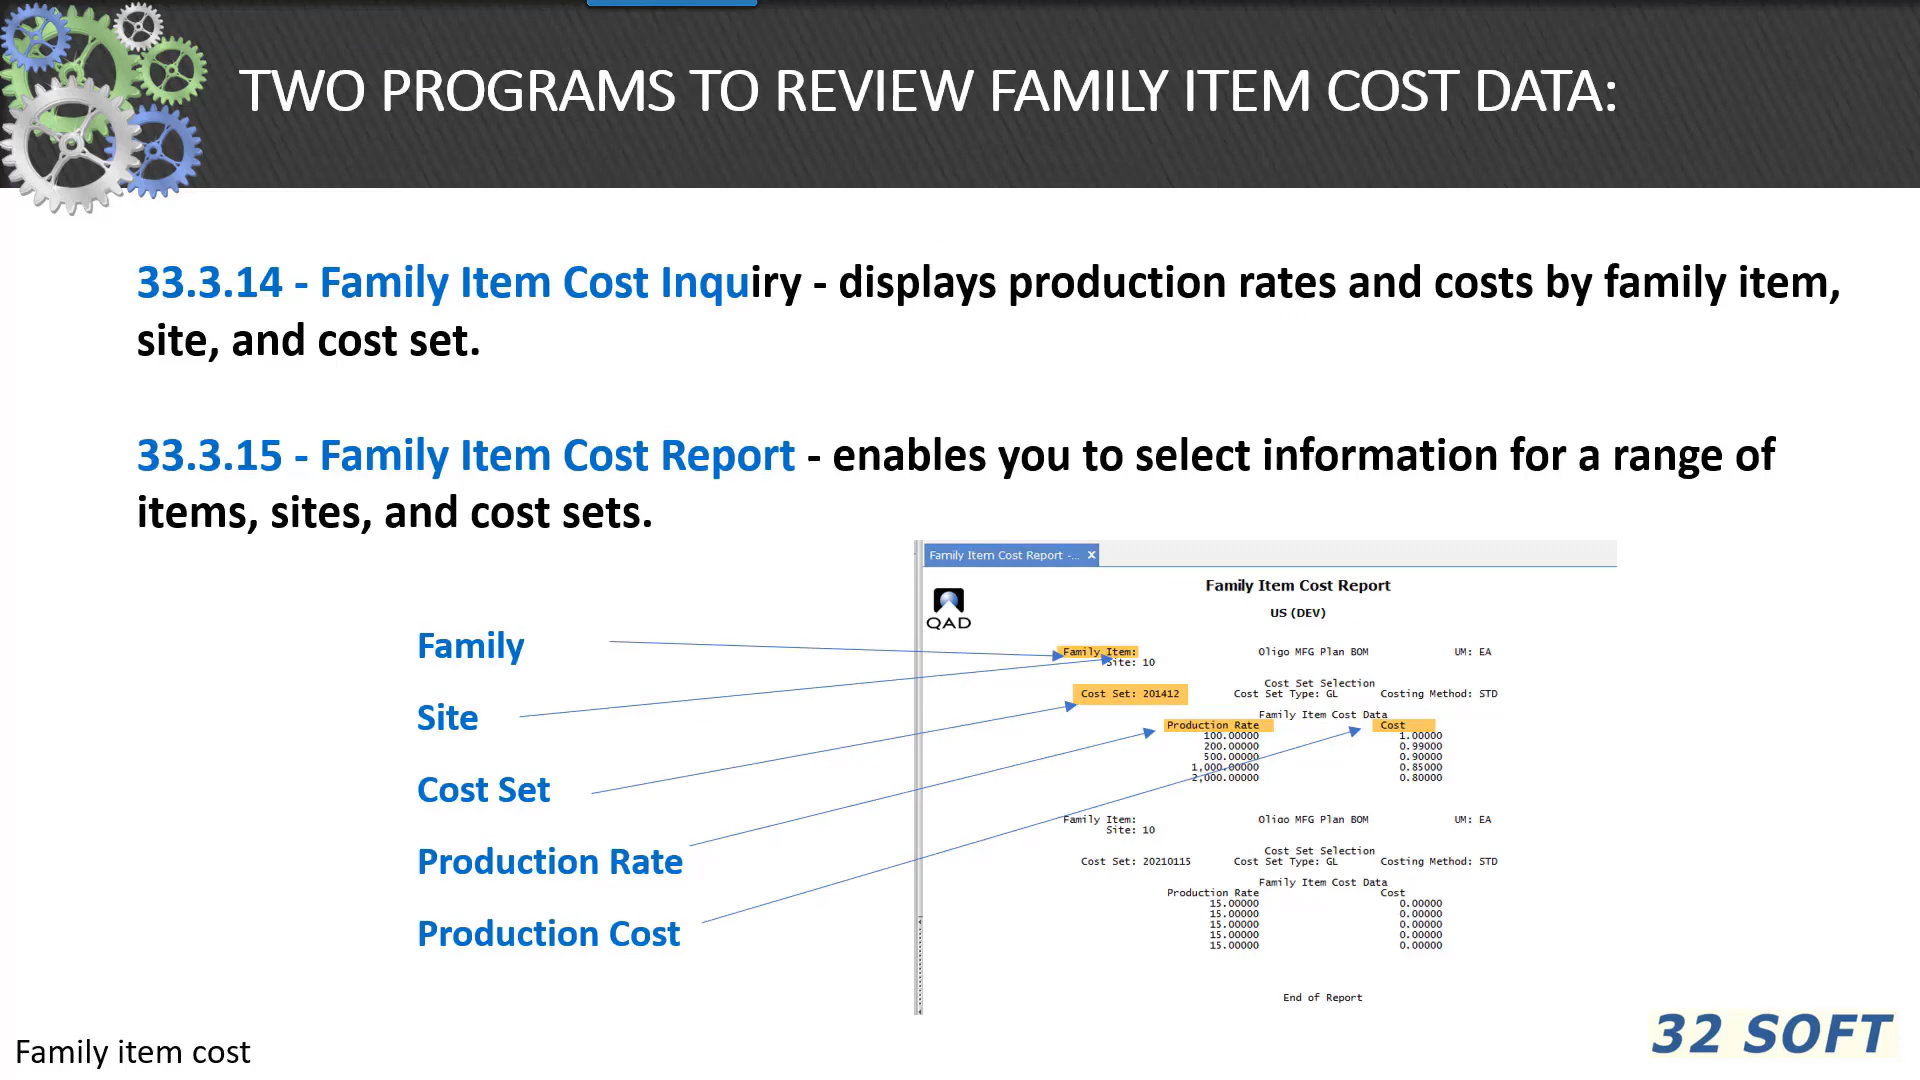 TWO PROGRAMS TO REVIEW FAMILY ITEM COST DATA:
33.3.14 - Family Item Cost Inquiry - displays production rates and costs by family item,
site, and cost set.
33.3.15 - Family Item Cost Report - enables you to select information for a range of
items, sites, and cost sets.
Family
Site
Cost Set
Production Rate
Production Cost
Family Item Cost Report -... x
QAD
Family Item Cost Report
US (DEV)
Family Item: Oligo MFG Plan BOM UM: EA
Site: 10
Cost Set Selection
Cost Set: 201412 Cost Set Type: GL Costing Method: STD
Family Item Cost Data
Production Rate Cost
100.00000 1.00000
200.00000 0.99000
500.00000 0.90000
1,000.00000 0.85000
2,000.00000 0.80000
Family Item: Oligo MFG Plan BOM UM: EA
Site: 10
Cost Set Selection
Cost Set: 20210115 Cost Set Type: GL Costing Method: STD
Family Item Cost Data
Production Rate Cost
15.00000 0.00000
15.00000 0.00000
15.00000 0.00000
15.00000 0.00000
15.00000 0.00000
End of Report
Family item cost
32 SOFT